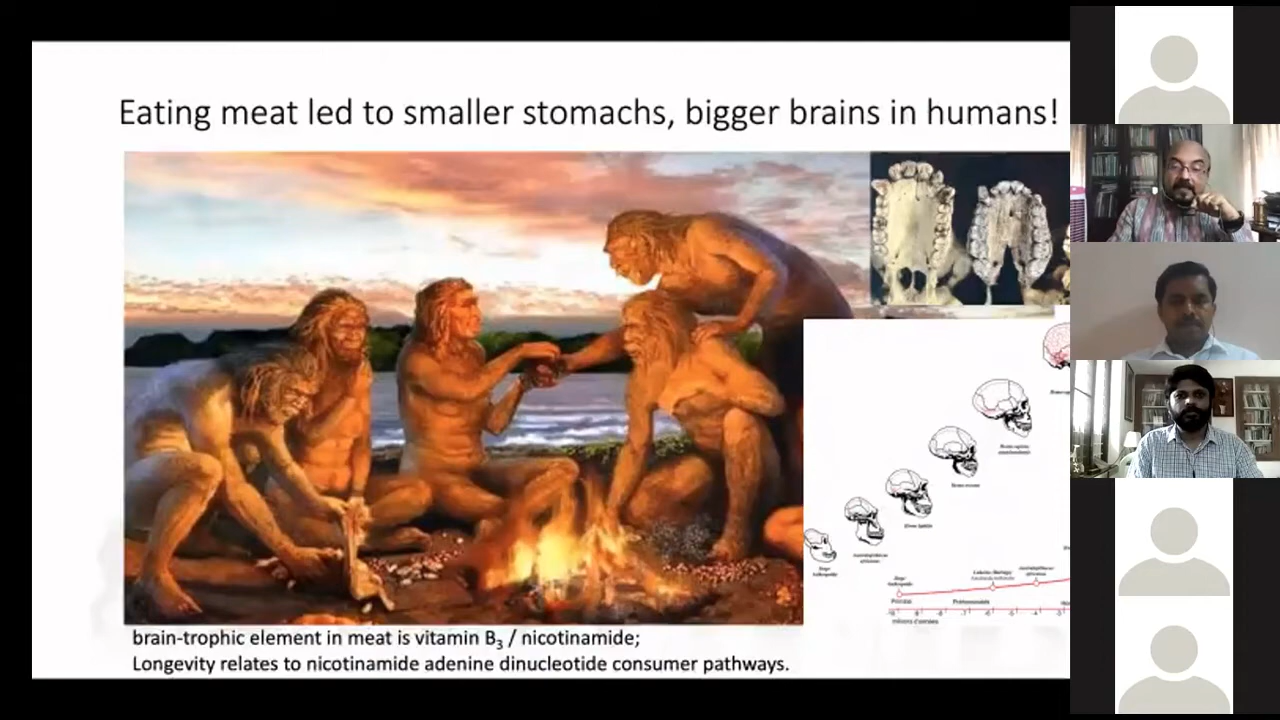 Eating meat led to smaller stomachs, bigger brains in humans!
brain-trophic element in meat is vitamin B3 / nicotinamide;
Longevity relates to nicotinamide adenine dinucleotide consumer pathways.